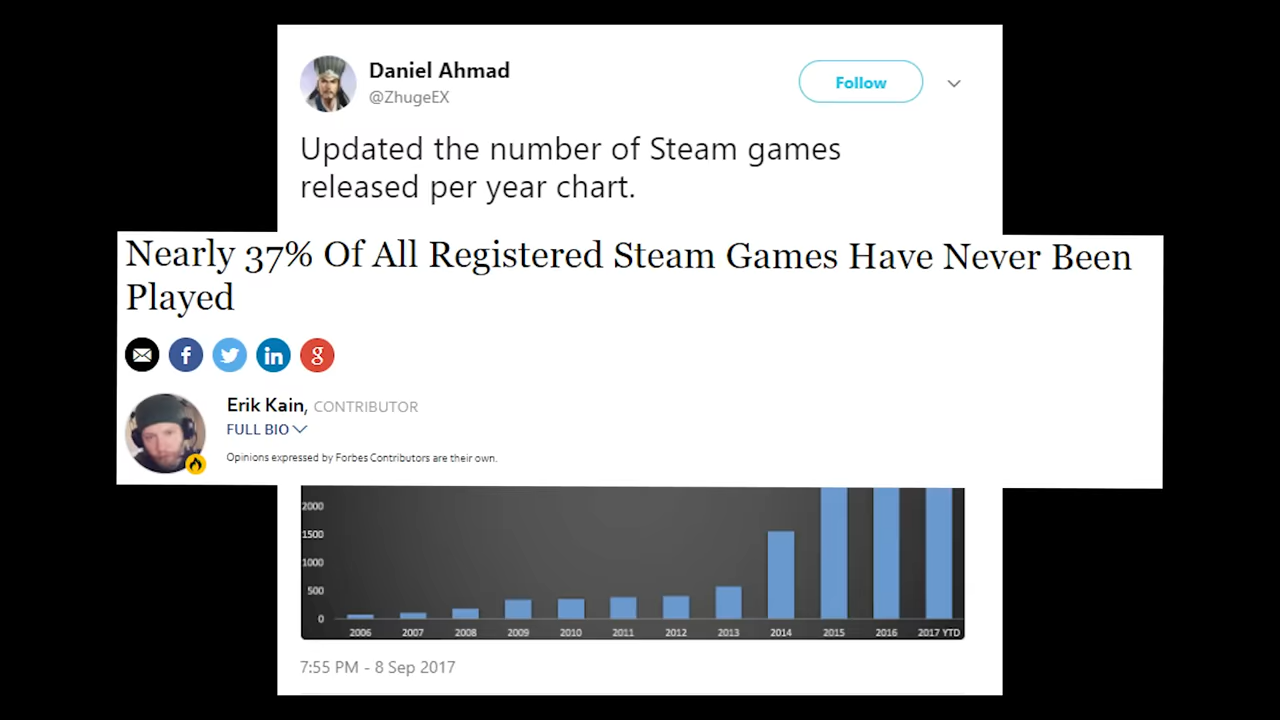 Daniel Ahmad
@ZhugeEX
Follow
Updated the number of Steam games
released per year chart.
Nearly 37% Of All Registered Steam Games Have Never Been
Played
f
in
g
Erik Kain, CONTRIBUTOR
FULL BIO
Opinions expressed by Forbes Contributors are their own.
2000
1500
1000
500
0
2006 2007 2008 2009 2010 2011 2012 2013 2014 2015 2016 2017 YTD
7:55 PM - 8 Sep 2017